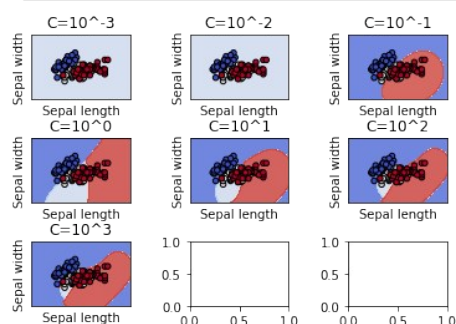 C=10^-3 C=10^-2 C=10^-1
Sepal width Sepal width Sepal width
Sepal length Sepal length Sepal length
C=10^0 C=10^1 C=10^2
Sepal width Sepal width Sepal width
Sepal length Sepal length Sepal length
C=10^3
Sepal width
1.0 1.0
0.5 0.5
0.0 0.0
Sepal length 0.0 0.5 1.0 0.0 0.5 1.0